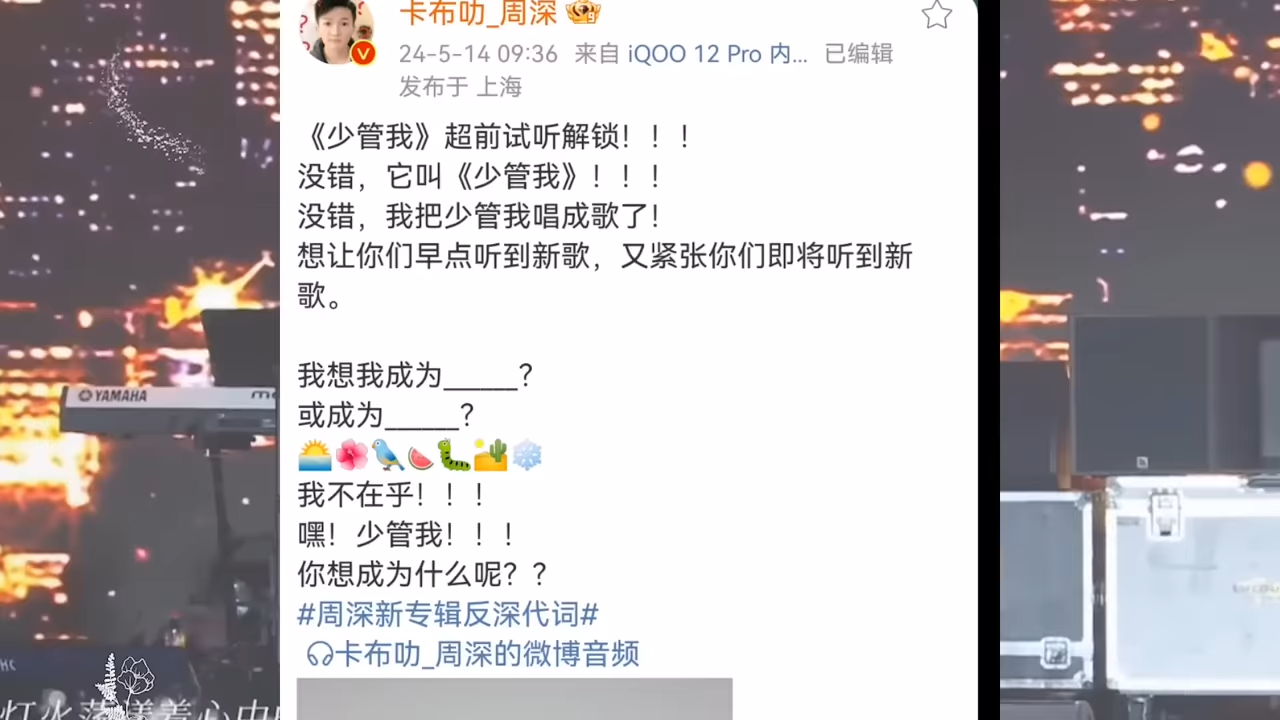 卡布叻_周深
24-5-14 09:36 来自 iQOO 12 Pro 内... 已编辑
发布于 上海
《少管我》超前试听解锁！！！
没错，它叫《少管我》！！！
没错，我把少管我唱成歌了！
想让你们早点听到新歌，又紧张你们即将听到新
歌。
我想我成为_____？
或成为_____？
我不在乎！！！
嘿！少管我！！！
你想成为什么呢？？
#周深新专辑反深代词#
卡布叻_周深的微博音频
YAMAHA